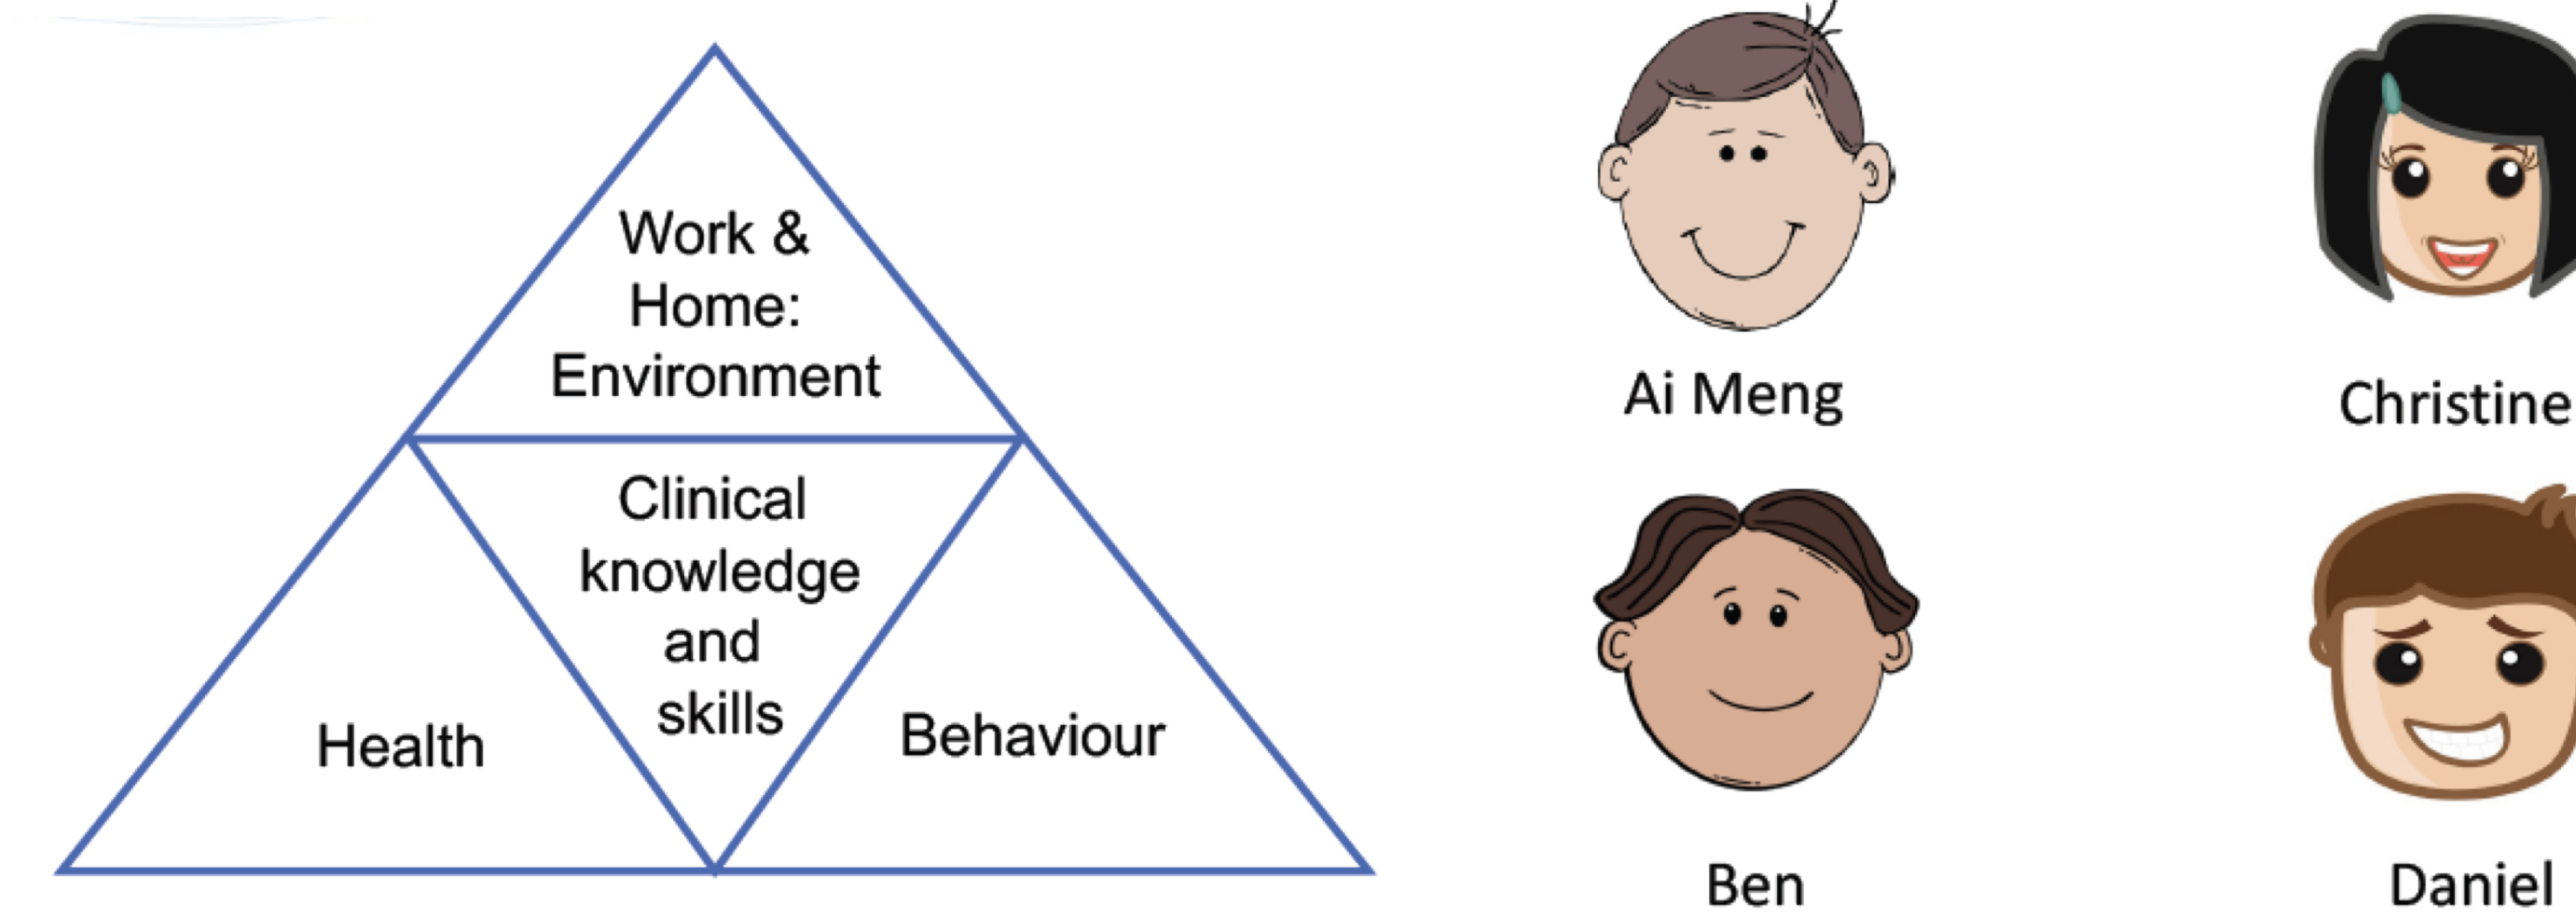 Work &
Home:
Environment
Clinical
knowledge
and
skills
Health
Behaviour
Ai Meng
Christine
Ben
Daniel